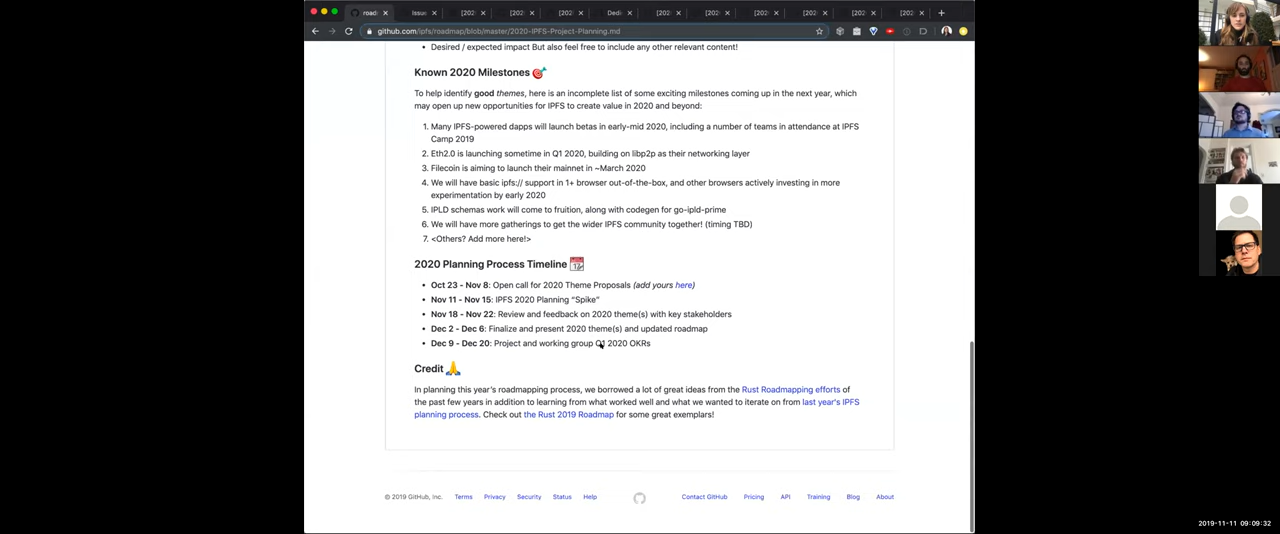 road
Issue
[202
[202
[202
Dedi
[202
[202
[202
[202
[202
github.com/ipfs/roadmap/blob/master/2020-IPFS-Project-Planning.md
• Desired / expected impact But also feel free to include any other relevant content!
Known 2020 Milestones 🎯
To help identify good themes, here is an incomplete list of some exciting milestones coming up in the next year, which
may open up new opportunities for IPFS to create value in 2020 and beyond:
1. Many IPFS-powered dapps will launch betas in early-mid 2020, including a number of teams in attendance at IPFS
Camp 2019
2. Eth2.0 is launching sometime in Q1 2020, building on libp2p as their networking layer
3. Filecoin is aiming to launch their mainnet in ~March 2020
4. We will have basic ipfs:// support in 1+ browser out-of-the-box, and other browsers actively investing in more
experimentation by early 2020
5. IPLD schemas work will come to fruition, along with codegen for go-ipld-prime
6. We will have more gatherings to get the wider IPFS community together! (timing TBD)
7. <Others? Add more here!>
2020 Planning Process Timeline 📆
• Oct 23 - Nov 8: Open call for 2020 Theme Proposals (add yours here)
• Nov 11 - Nov 15: IPFS 2020 Planning “Spike”
• Nov 18 - Nov 22: Review and feedback on 2020 theme(s) with key stakeholders
• Dec 2 - Dec 6: Finalize and present 2020 theme(s) and updated roadmap
• Dec 9 - Dec 20: Project and working group Q1 2020 OKRs
Credit 🙏
In planning this year's roadmapping process, we borrowed a lot of great ideas from the Rust Roadmapping efforts of
the past few years in addition to learning from what worked well and what we wanted to iterate on from last year's IPFS
planning process. Check out the Rust 2019 Roadmap for some great exemplars!
© 2019 GitHub, Inc. Terms Privacy Security Status Help Contact GitHub Pricing API Training Blog About
2019-11-11 09:09:32